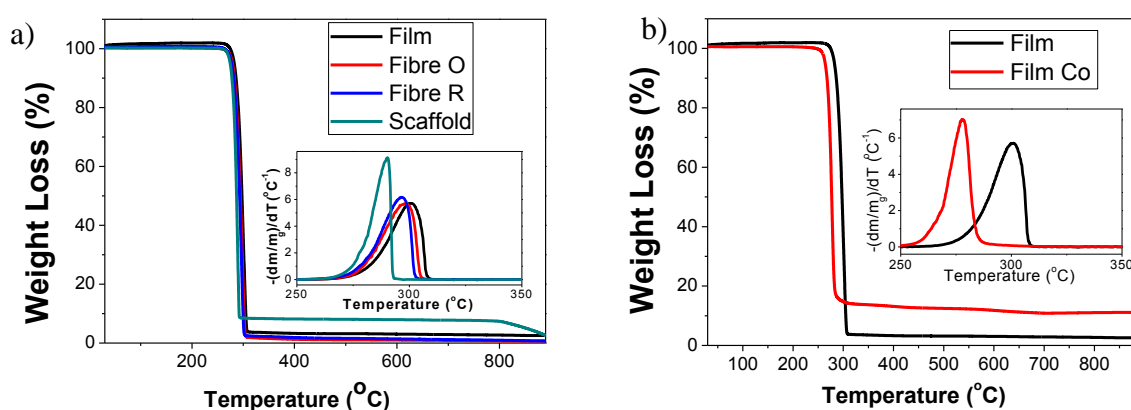 a)
Weight Loss (%)
100
80
60
40
20
0
200
400
600
800
Temperature (°C)
Film
Fibre O
Fibre R
Scaffold
-(dm/mg)/dT (°C-1)
8
6
4
2
0
250
300
350
Temperature (°C)
b)
Weight Loss (%)
100
80
60
40
20
0
100
200
300
400
500
600
700
800
Temperature (°C)
Film
Film Co
-(dm/mg)/dT (°C-1)
6
4
2
0
250
300
350
Temperature (°C)